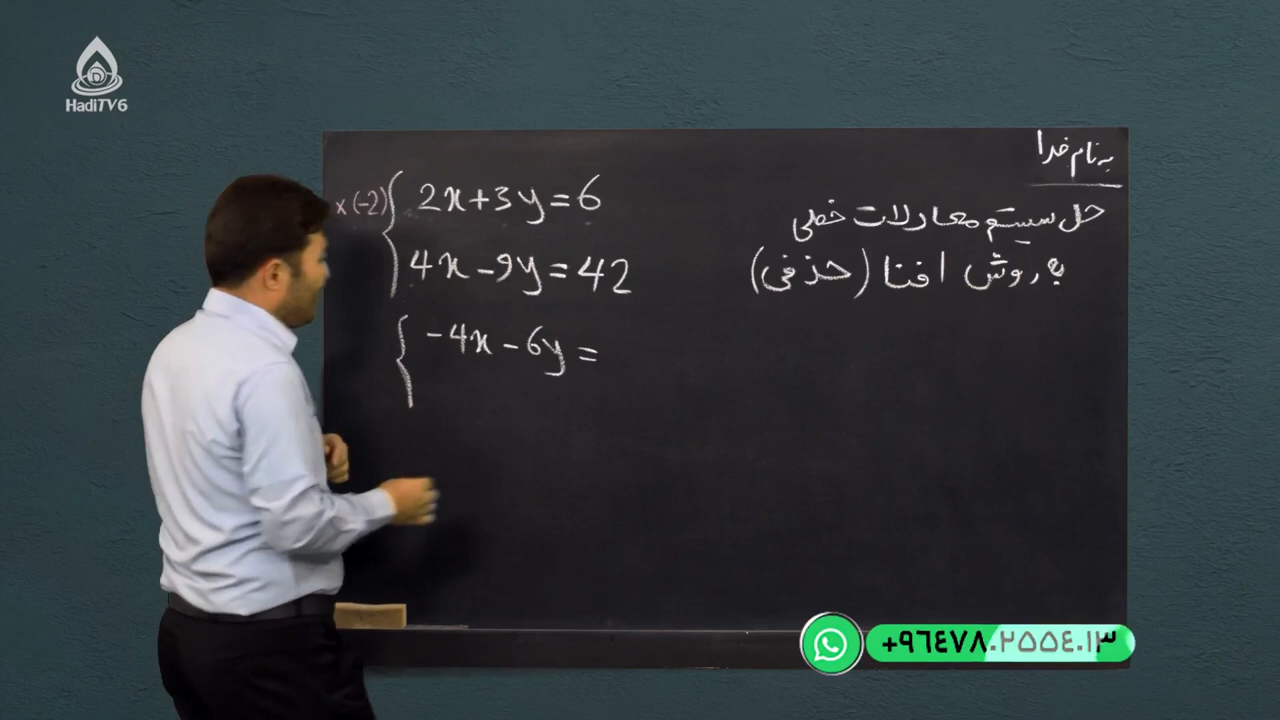 HadiTV6
به نام خدا
حل سیستم معادلات خطی
به روش افنا (حذفی)
x(-2) { 2x+3y=6
4x-9y=42
{ -4x-6y=
+٩٦٤٧٨٠٢٥٥٤٠١٣